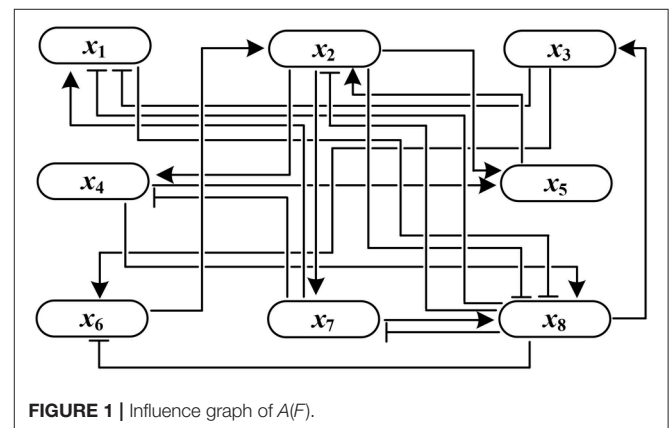 x₁
x₂
x₃
x₄
x₅
x₆
x₇
x₈
FIGURE 1 | Influence graph of A(F).